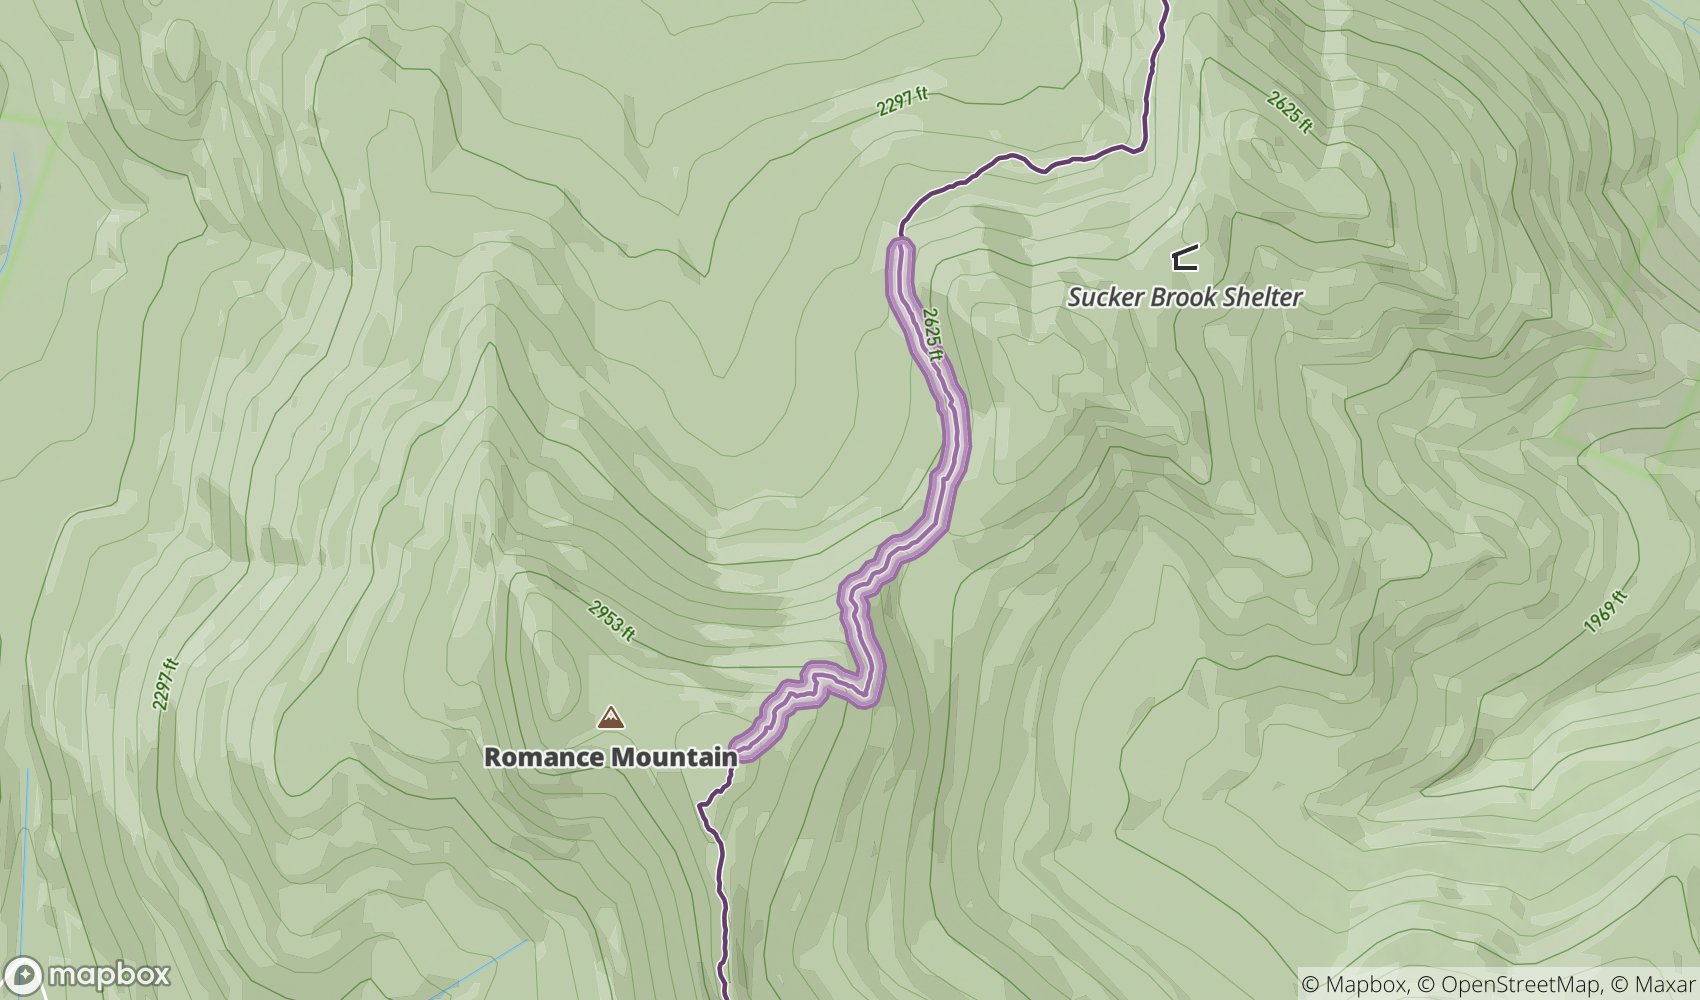 2297 ft
2625 ft
Sucker Brook Shelter
2625 ft
2953 ft
1969 ft
2297 ft
Romance Mountain
mapbox
© Mapbox, © OpenStreetMap, © Maxar